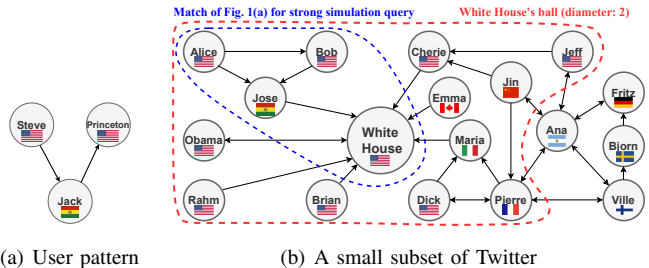 Match of Fig. 1(a) for strong simulation query
White House's ball (diameter: 2)
Alice
Bob
Cherie
Jeff
Jin
Fritz
Jose
Emma
Steve
Princeton
White
House
Ana
Obama
Maria
Bjorn
Jack
Rahm
Brian
Dick
Pierre
Ville
(a) User pattern
(b) A small subset of Twitter